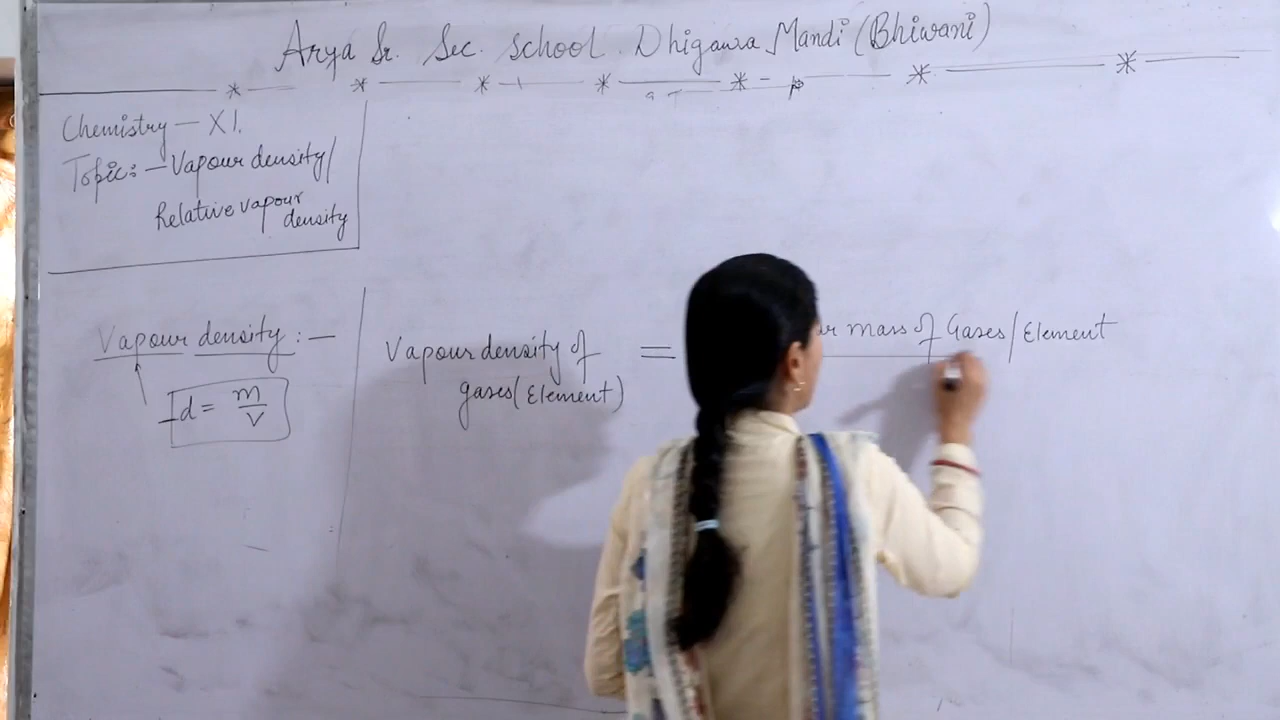 Arya Sr. Sec. School Dhigawa Mandi (Bhiwani)
Chemistry — XI.
Topic: — Vapour density/
Relative vapour
density
Vapour density : —
d = m/v
Vapour density of
gases (Element)
=
mass of Gases/Element